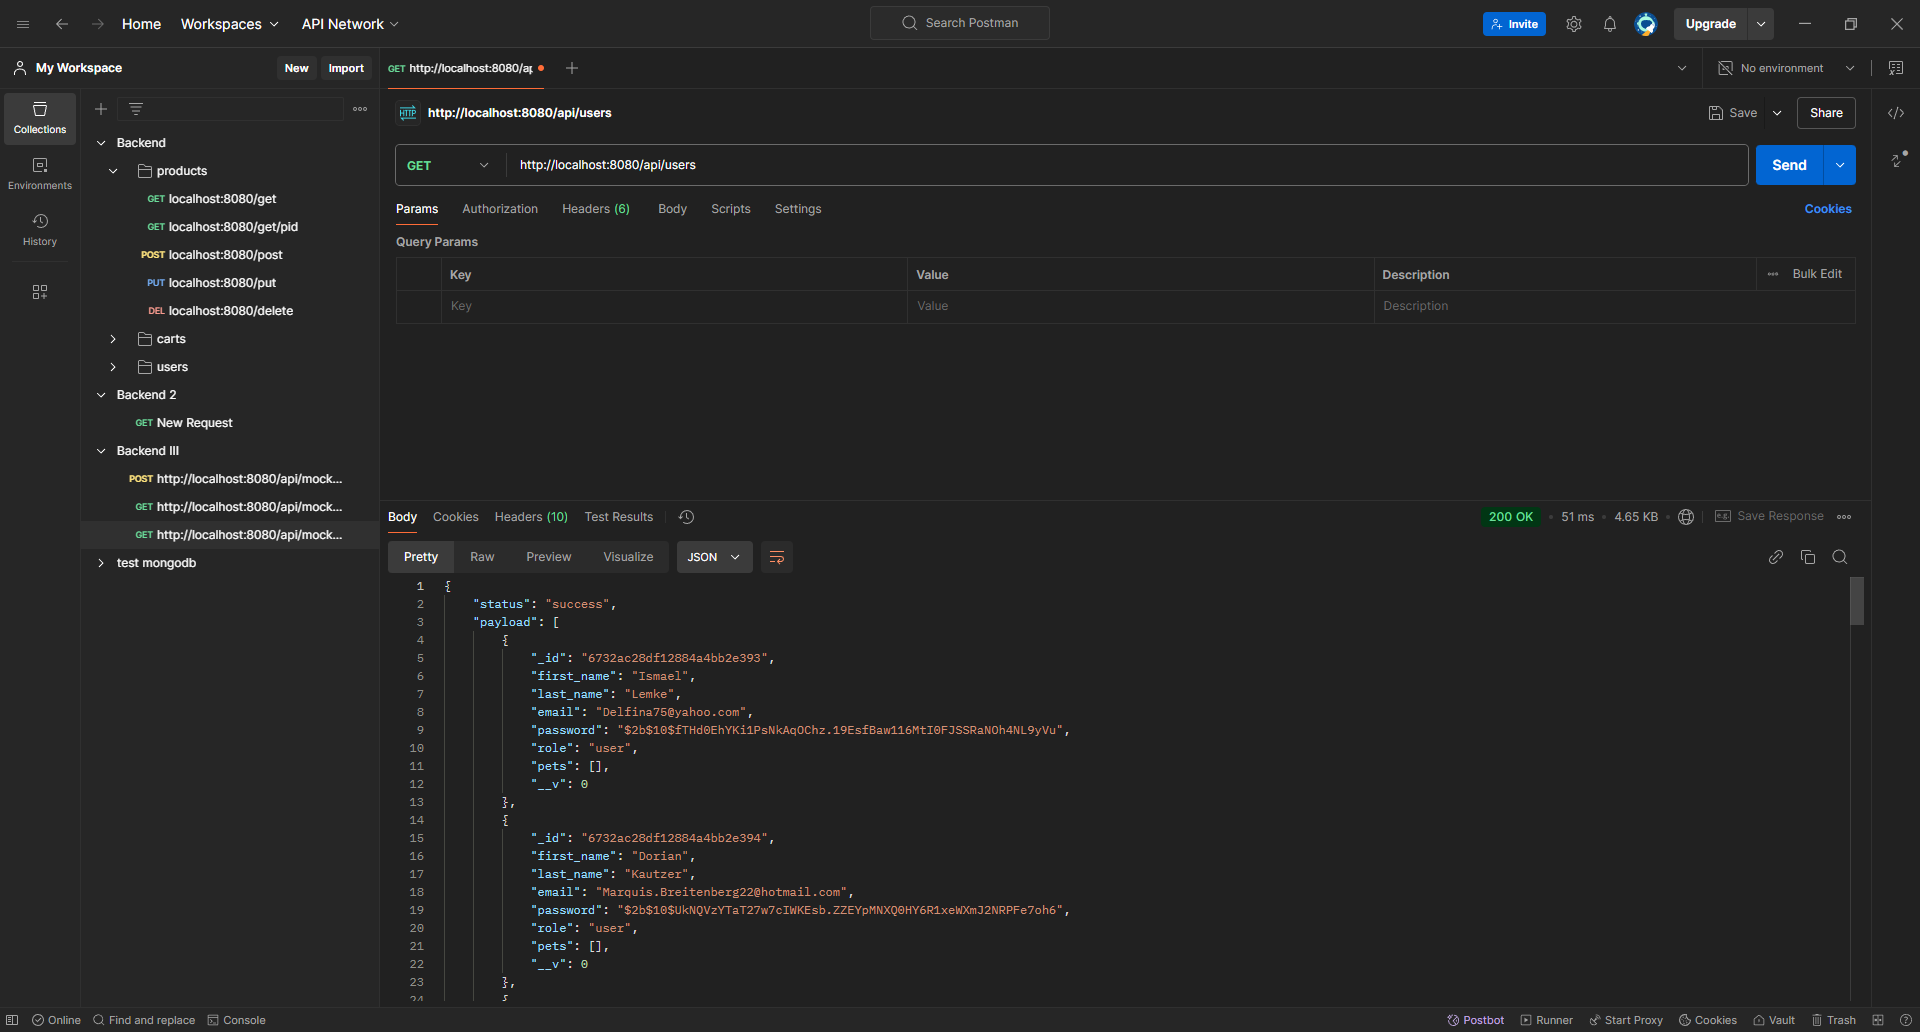 Home Workspaces API Network Search Postman Invite Upgrade
My Workspace New Import GET http://localhost:8080/ap No environment
Collections
Environments
History
Backend
products
GET localhost:8080/get
GET localhost:8080/get/pid
POST localhost:8080/post
PUT localhost:8080/put
DEL localhost:8080/delete
carts
users
Backend 2
GET New Request
Backend III
POST http://localhost:8080/api/mock...
GET http://localhost:8080/api/mock...
GET http://localhost:8080/api/mock...
test mongodb
HTTP http://localhost:8080/api/users Save Share
GET http://localhost:8080/api/users Send
Params Authorization Headers (6) Body Scripts Settings Cookies
Query Params
Key Value Description Bulk Edit
Key Value Description
Body Cookies Headers (10) Test Results 200 OK 51 ms 4.65 KB e.g. Save Response
Pretty Raw Preview Visualize JSON
1 {
2 "status": "success",
3 "payload": [
4 {
5 "_id": "6732ac28df12884a4bb2e393",
6 "first_name": "Ismael",
7 "last_name": "Lemke",
8 "email": "Delfina75@yahoo.com",
9 "password": "$2b$10$fTHd0EhYKi1PsNkAqOChz.19EsfBaw116MtI0FJSSRaNOh4NL9yVu",
10 "role": "user",
11 "pets": [],
12 "__v": 0
13 },
14 {
15 "_id": "6732ac28df12884a4bb2e394",
16 "first_name": "Dorian",
17 "last_name": "Kautzer",
18 "email": "Marquis.Breitenberg22@hotmail.com",
19 "password": "$2b$10$UkNQVzYTaT27w7cIWKEsb.ZZEYpMNXQ0HY6R1xeWXmJ2NRPFe7oh6",
20 "role": "user",
21 "pets": [],
22 "__v": 0
23 },
24 {
Online Find and replace Console Postbot Runner Start Proxy Cookies Vault Trash